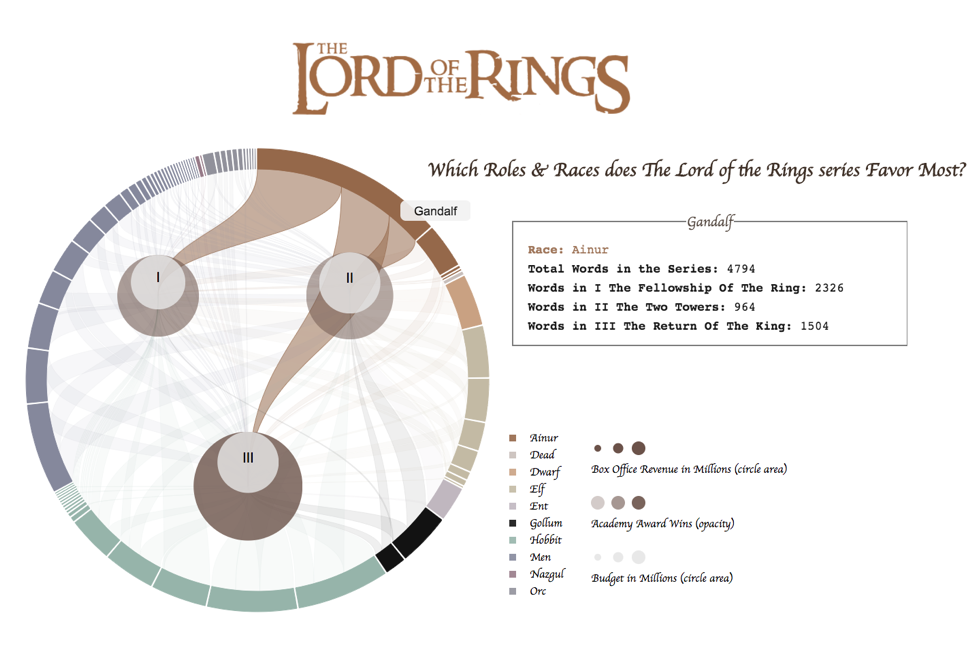 THE LORD OF THE RINGS
Which Roles & Races does The Lord of the Rings series Favor Most?
Gandalf
Gandalf
Race: Ainur
Total Words in the Series: 4794
Words in I The Fellowship Of The Ring: 2326
Words in II The Two Towers: 964
Words in III The Return Of The King: 1504
I
II
III
Ainur
Dead
Dwarf
Elf
Ent
Gollum
Hobbit
Men
Nazgul
Orc
Box Office Revenue in Millions (circle area)
Academy Award Wins (opacity)
Budget in Millions (circle area)